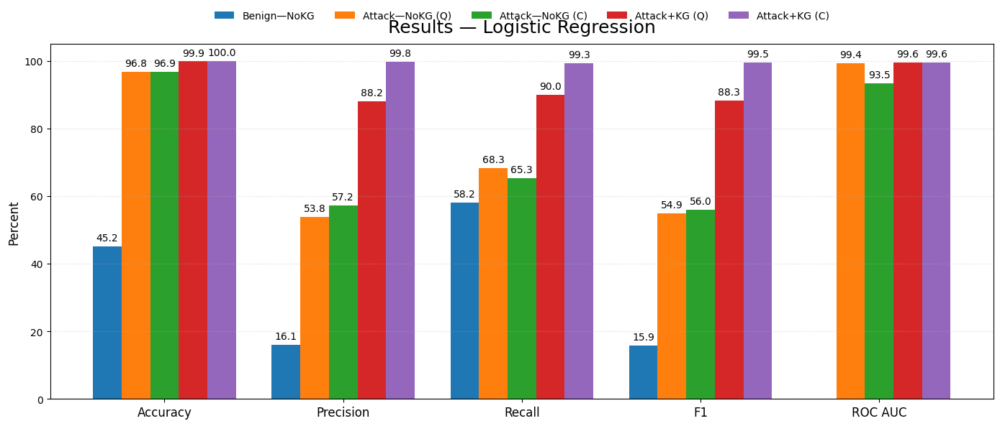 Benign—NoKG Attack—NoKG (Q) Attack—NoKG (C) Attack+KG (Q) Attack+KG (C)
Results — Logistic Regression
Percent
100
80
60
40
20
0
45.2 96.8 96.9 99.9 100.0
16.1 53.8 57.2 88.2 99.8
58.2 68.3 65.3 90.0 99.3
15.9 54.9 56.0 88.3 99.5
99.4 93.5 99.6 99.6
Accuracy Precision Recall F1 ROC AUC